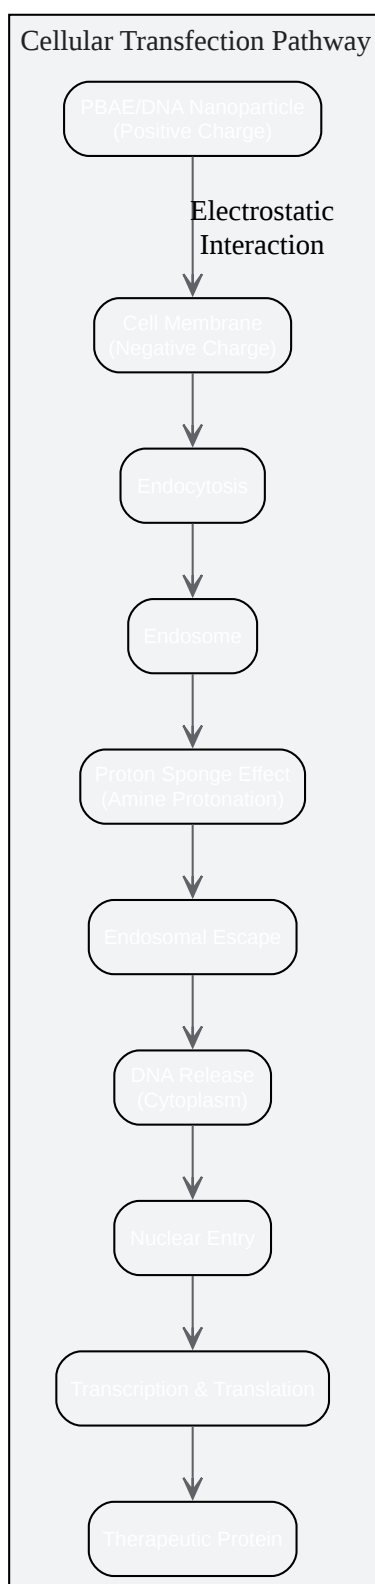 Cellular Transfection Pathway
PBAE/DNA Nanoparticle
(Positive Charge)
Electrostatic
Interaction
Cell Membrane
(Negative Charge)
Endocytosis
Endosome
Proton Sponge Effect
(Amine Protonation)
Endosomal Escape
DNA Release
(Cytoplasm)
Nuclear Entry
Transcription & Translation
Therapeutic Protein